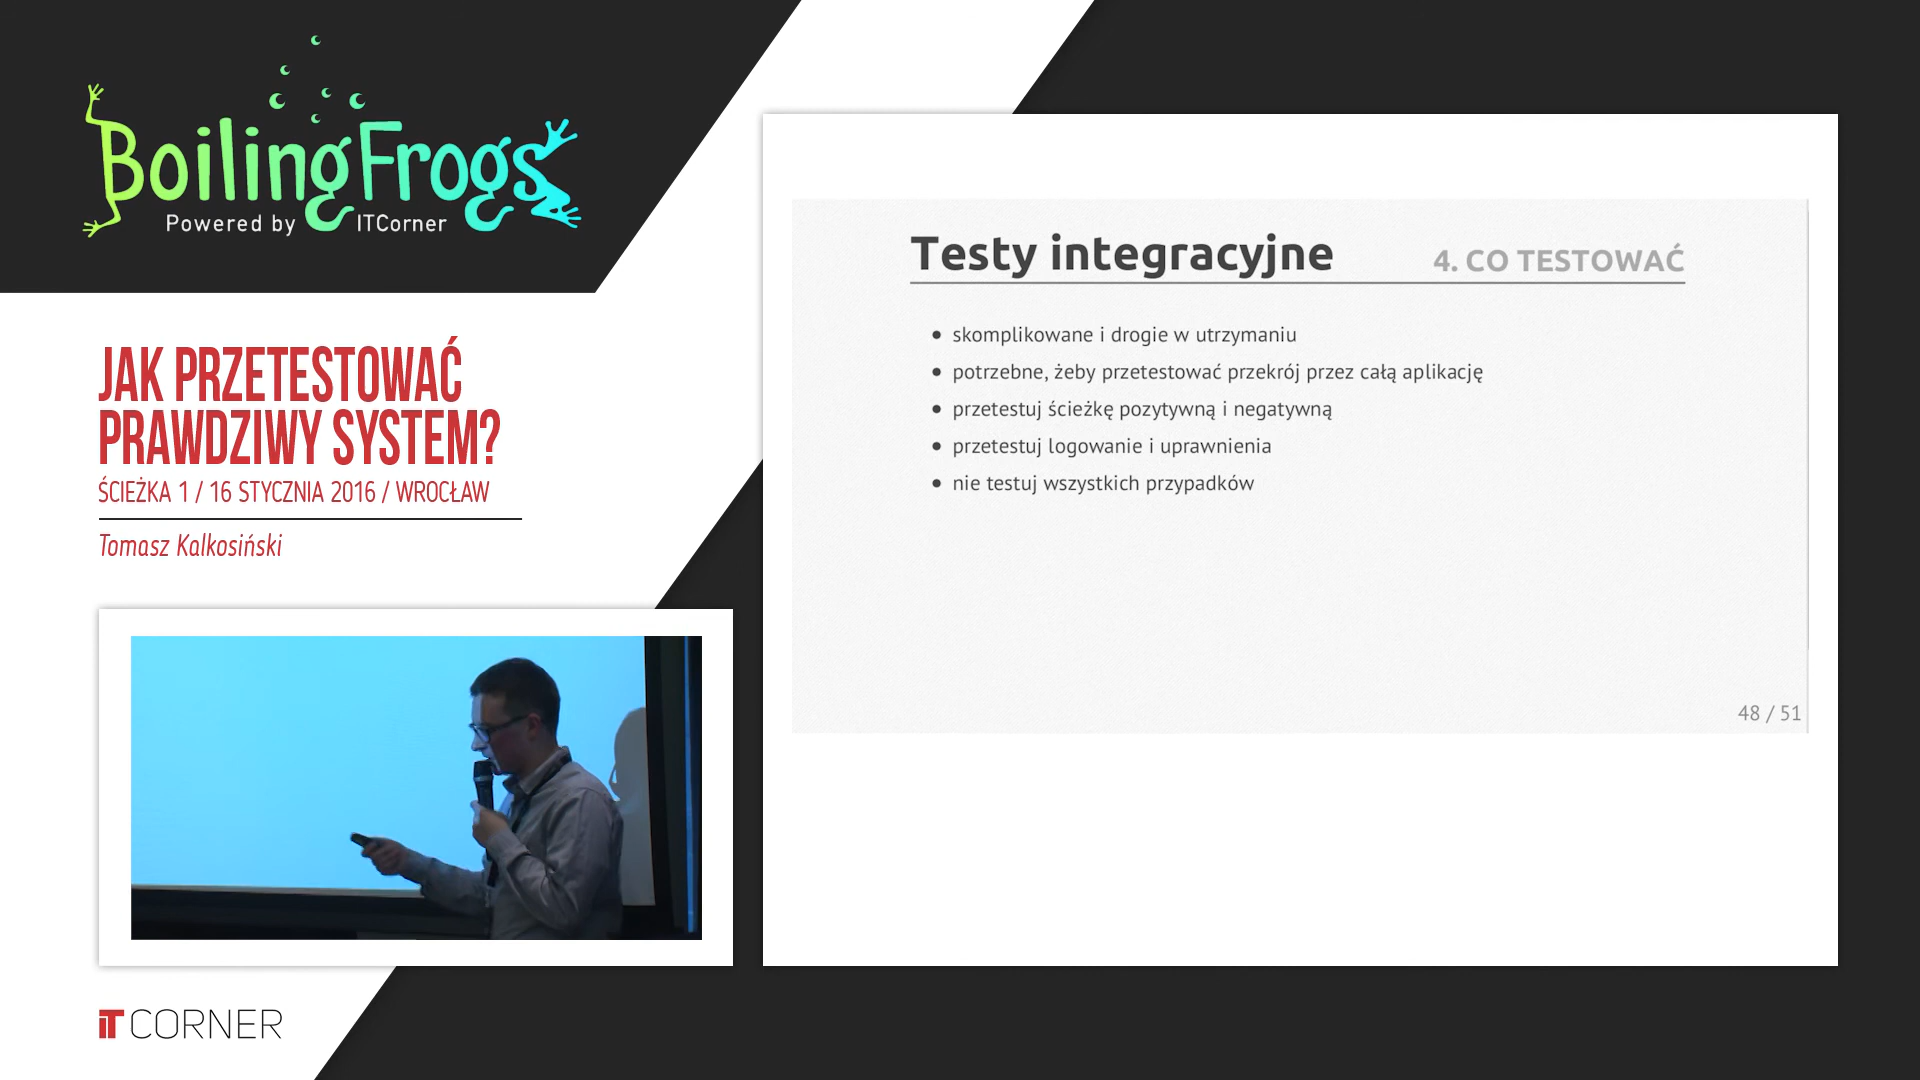 BoilingFrogs
Powered by ITCorner
JAK PRZETESTOWAĆ
PRAWDZIWY SYSTEM?
ŚCIEŻKA 1 / 16 STYCZNIA 2016 / WROCŁAW
Tomasz Kalkosiński
iT CORNER
Testy integracyjne
4. CO TESTOWAĆ
• skomplikowane i drogie w utrzymaniu
• potrzebne, żeby przetestować przekrój przez całą aplikację
• przetestuj ścieżkę pozytywną i negatywną
• przetestuj logowanie i uprawnienia
• nie testuj wszystkich przypadków
48 / 51